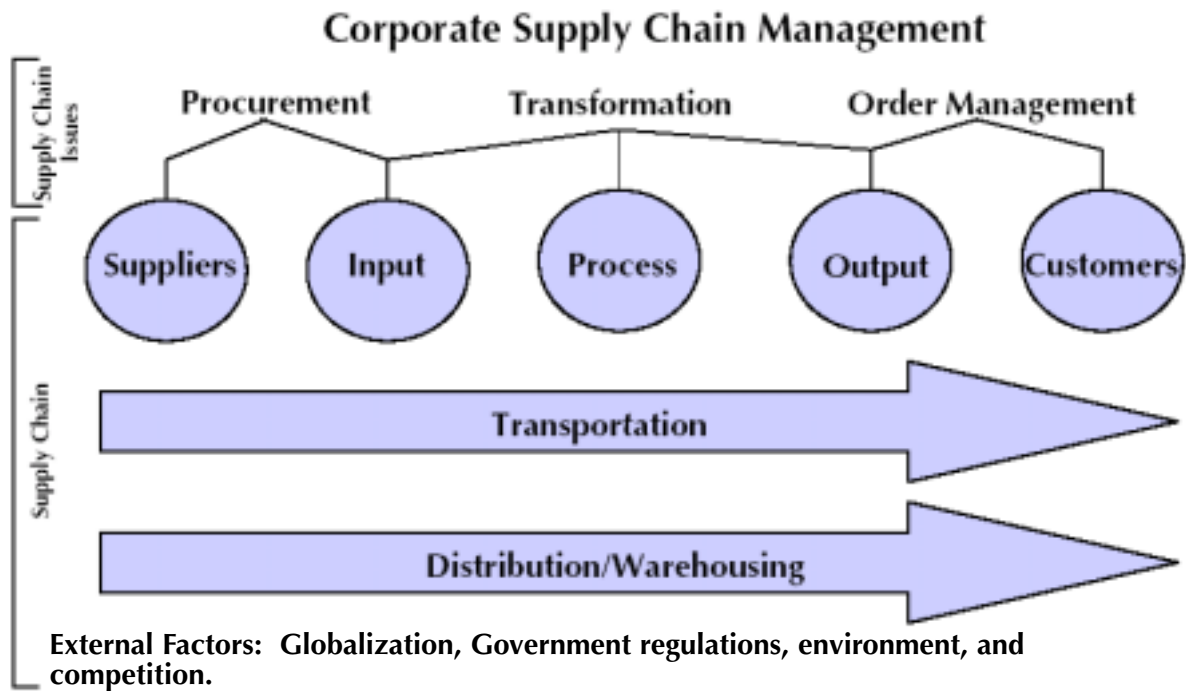 Corporate Supply Chain Management
Supply Chain
Issues
Procurement
Transformation
Order Management
Suppliers
Input
Process
Output
Customers
Supply Chain
Transportation
Distribution/Warehousing
External Factors: Globalization, Government regulations, environment, and
competition.